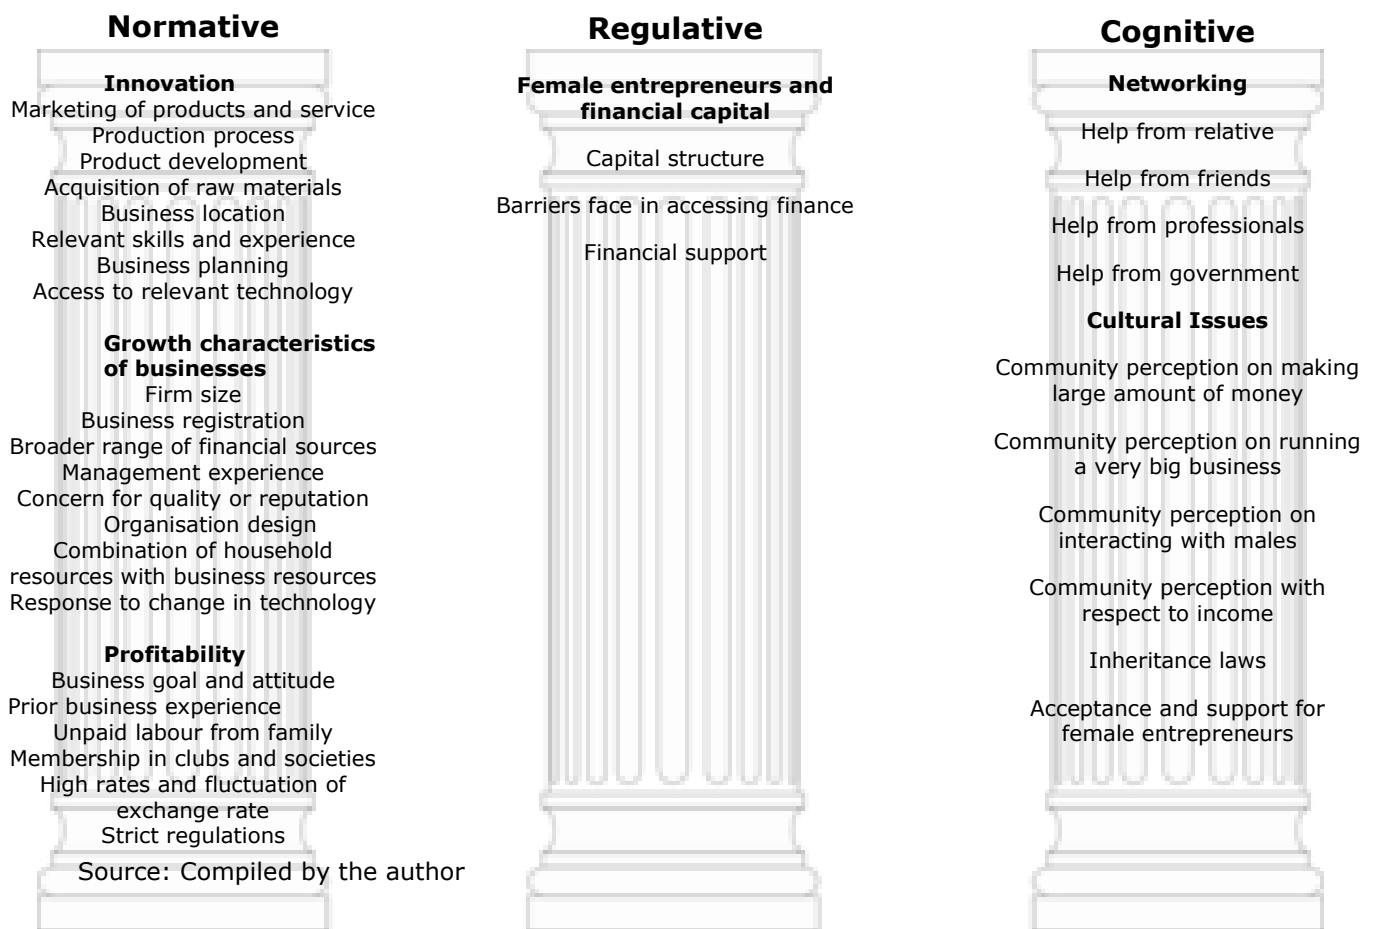 Normative
Innovation
Marketing of products and service
Production process
Product development
Acquisition of raw materials
Business location
Relevant skills and experience
Business planning
Access to relevant technology
Growth characteristics
of businesses
Firm size
Business registration
Broader range of financial sources
Management experience
Concern for quality or reputation
Organisation design
Combination of household
resources with business resources
Response to change in technology
Profitability
Business goal and attitude
Prior business experience
Unpaid labour from family
Membership in clubs and societies
High rates and fluctuation of
exchange rate
Strict regulations
Source: Compiled by the author
Regulative
Female entrepreneurs and
financial capital
Capital structure
Barriers face in accessing finance
Financial support
Cognitive
Networking
Help from relative
Help from friends
Help from professionals
Help from government
Cultural Issues
Community perception on making
large amount of money
Community perception on running
a very big business
Community perception on
interacting with males
Community perception with
respect to income
Inheritance laws
Acceptance and support for
female entrepreneurs